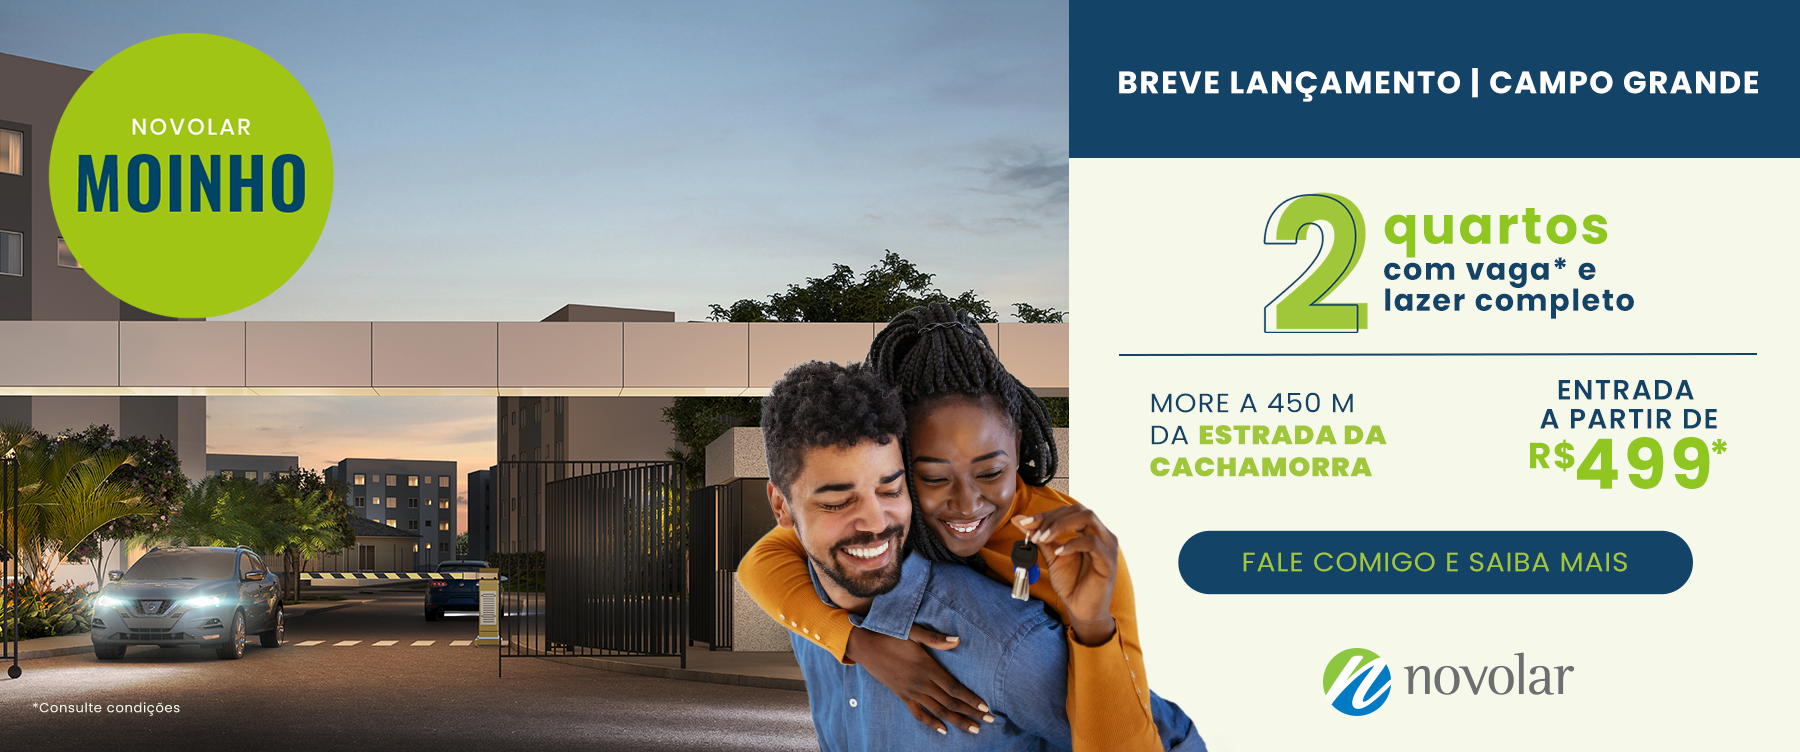 NOVOLAR
MOINHO
BREVE LANÇAMENTO | CAMPO GRANDE
2 quartos
com vaga* e
lazer completo
MORE A 450 M
DA ESTRADA DA
CACHAMORRA
ENTRADA
A PARTIR DE
R$499*
FALE COMIGO E SAIBA MAIS
novolar
*Consulte condições